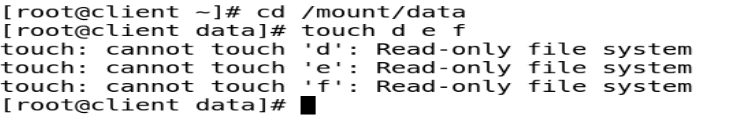 [root@client ~]# cd /mount/data
[root@client data]# touch d e f
touch: cannot touch 'd': Read-only file system
touch: cannot touch 'e': Read-only file system
touch: cannot touch 'f': Read-only file system
[root@client data]#